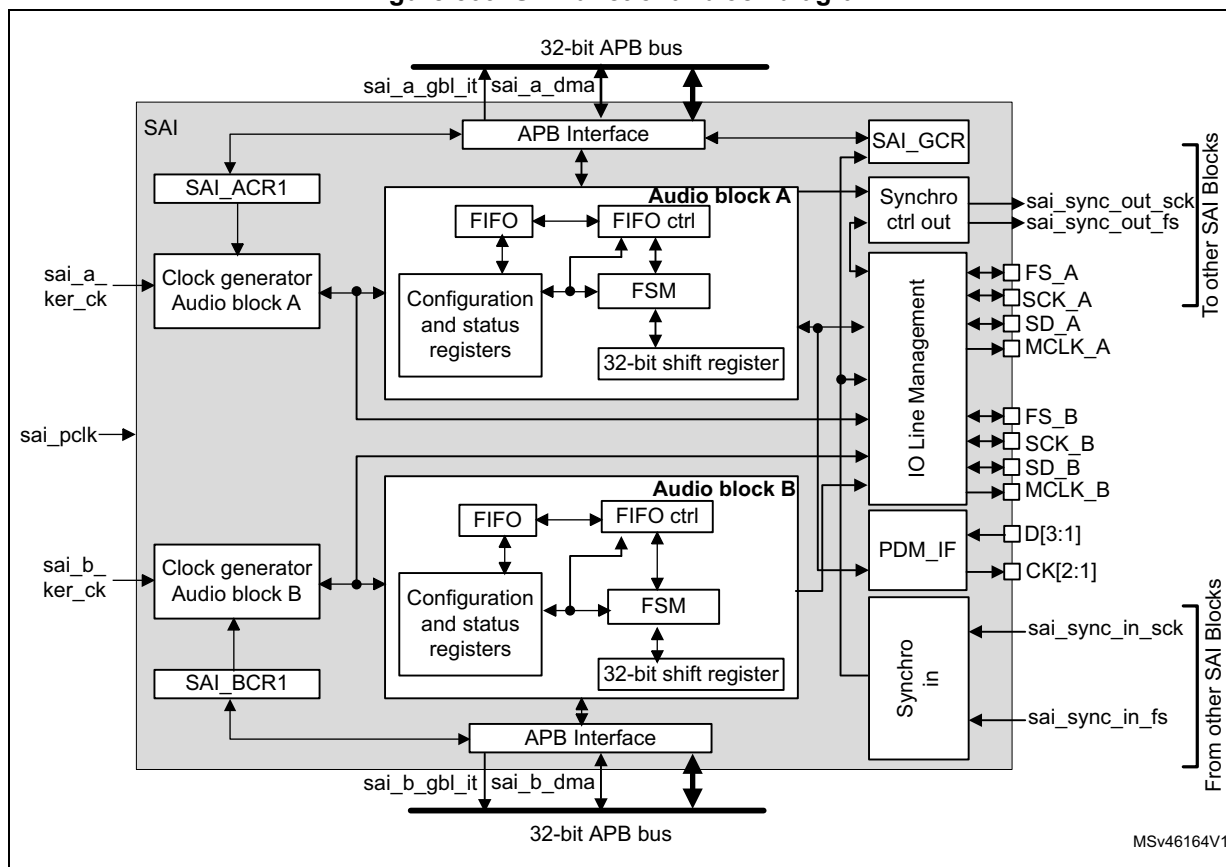 32-bit APB bus
sai_a_gbl_it
sai_a_dma
SAI
APB Interface
SAI_GCR
SAI_ACR1
Audio block A
FIFO
FIFO ctrl
Synchro
ctrl out
sai_sync_out_sck
sai_sync_out_fs
To other SAI Blocks
sai_a_
ker_ck
Clock generator
Audio block A
Configuration
and status
registers
FSM
32-bit shift register
IO Line Management
FS_A
SCK_A
SD_A
MCLK_A
sai_pclk
FS_B
SCK_B
SD_B
MCLK_B
Audio block B
FIFO
FIFO ctrl
PDM_IF
D[3:1]
CK[2:1]
sai_b_
ker_ck
Clock generator
Audio block B
Configuration
and status
registers
FSM
32-bit shift register
SAI_BCR1
Synchro
in
sai_sync_in_sck
sai_sync_in_fs
From other SAI Blocks
APB Interface
sai_b_gbl_it
sai_b_dma
32-bit APB bus
MSv46164V1